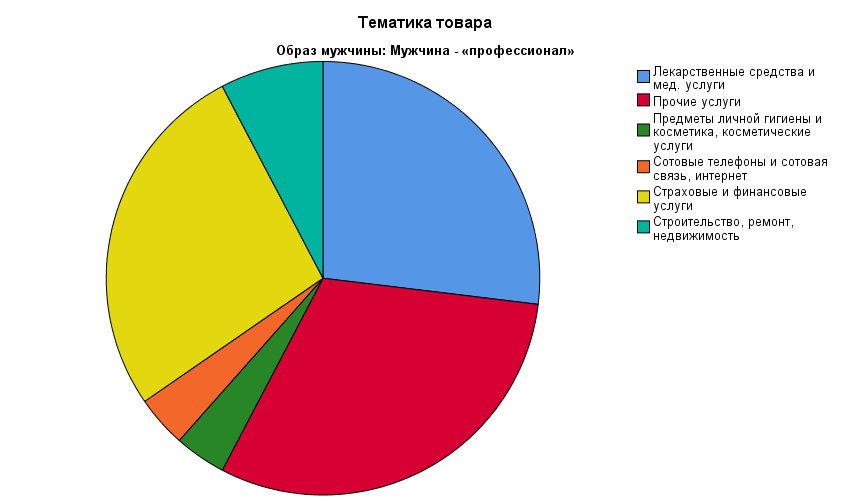 Тематика товара
Образ мужчины: Мужчина - «профессионал»
Лекарственные средства и
мед. услуги
Прочие услуги
Предметы личной гигиены и
косметика, косметические
услуги
Сотовые телефоны и сотовая
связь, интернет
Страховые и финансовые
услуги
Строительство, ремонт,
недвижимость